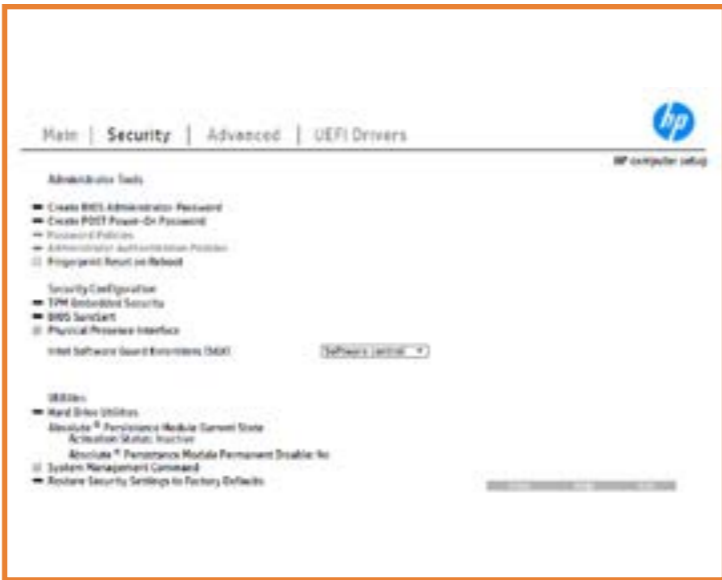 hp
Main | Security | Advanced | UEFI Drivers
HP computer setup
Administrator Tools
Create BIOS Administrator Password
Create POST Power-On Password
Password Policies
Administrator Authentication Policies
Fingerprint Reset on Reboot
Security Configuration
TPM Embedded Security
BIOS SureStart
Physical Presence Interface
Intel Software Guard Extensions (SGX)
Software control
Utilities
Hard Drive Utilities
Absolute® Persistence Module Current State
Activation Status: Inactive
Absolute® Persistence Module Permanent Disable: No
System Management Command
Restore Security Settings to Factory Defaults